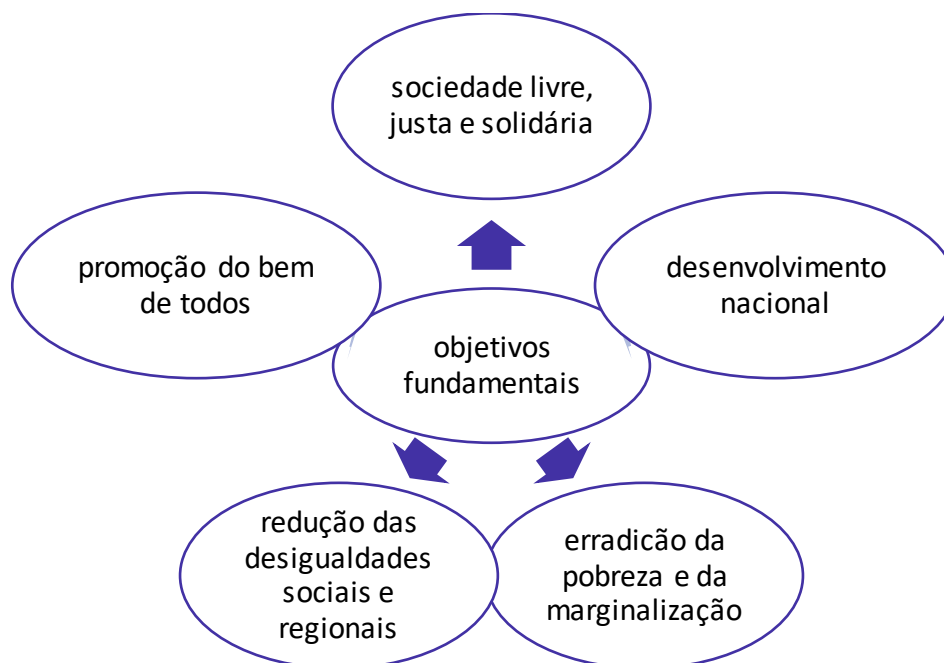 sociedade livre,
justa e solidária
promoção do bem
de todos
desenvolvimento
nacional
objetivos
fundamentais
redução das
desigualdades
sociais e
regionais
erradicão da
pobreza e da
marginalização